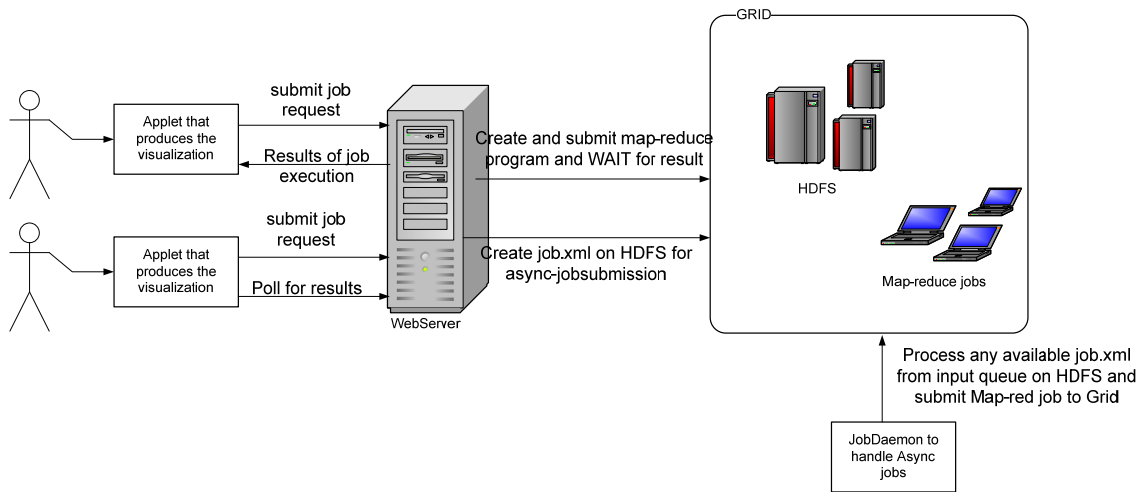 GRID
submit job
request
Applet that
produces the
visualization
Results of job
execution
Create and submit map-reduce
program and WAIT for result
HDFS
submit job
request
Applet that
produces the
visualization
Poll for results
Create job.xml on HDFS for
async-jobsubmission
Map-reduce jobs
WebServer
Process any available job.xml
from input queue on HDFS and
submit Map-red job to Grid
JobDaemon to
handle Async
jobs